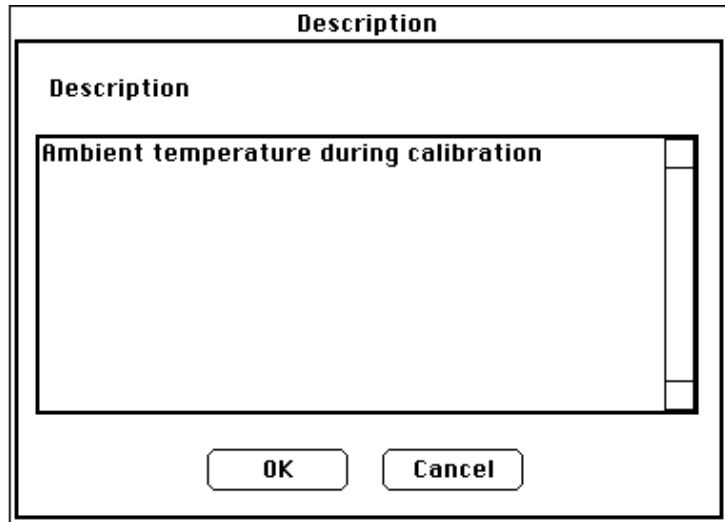 Description
Description
Ambient temperature during calibration
OK
Cancel